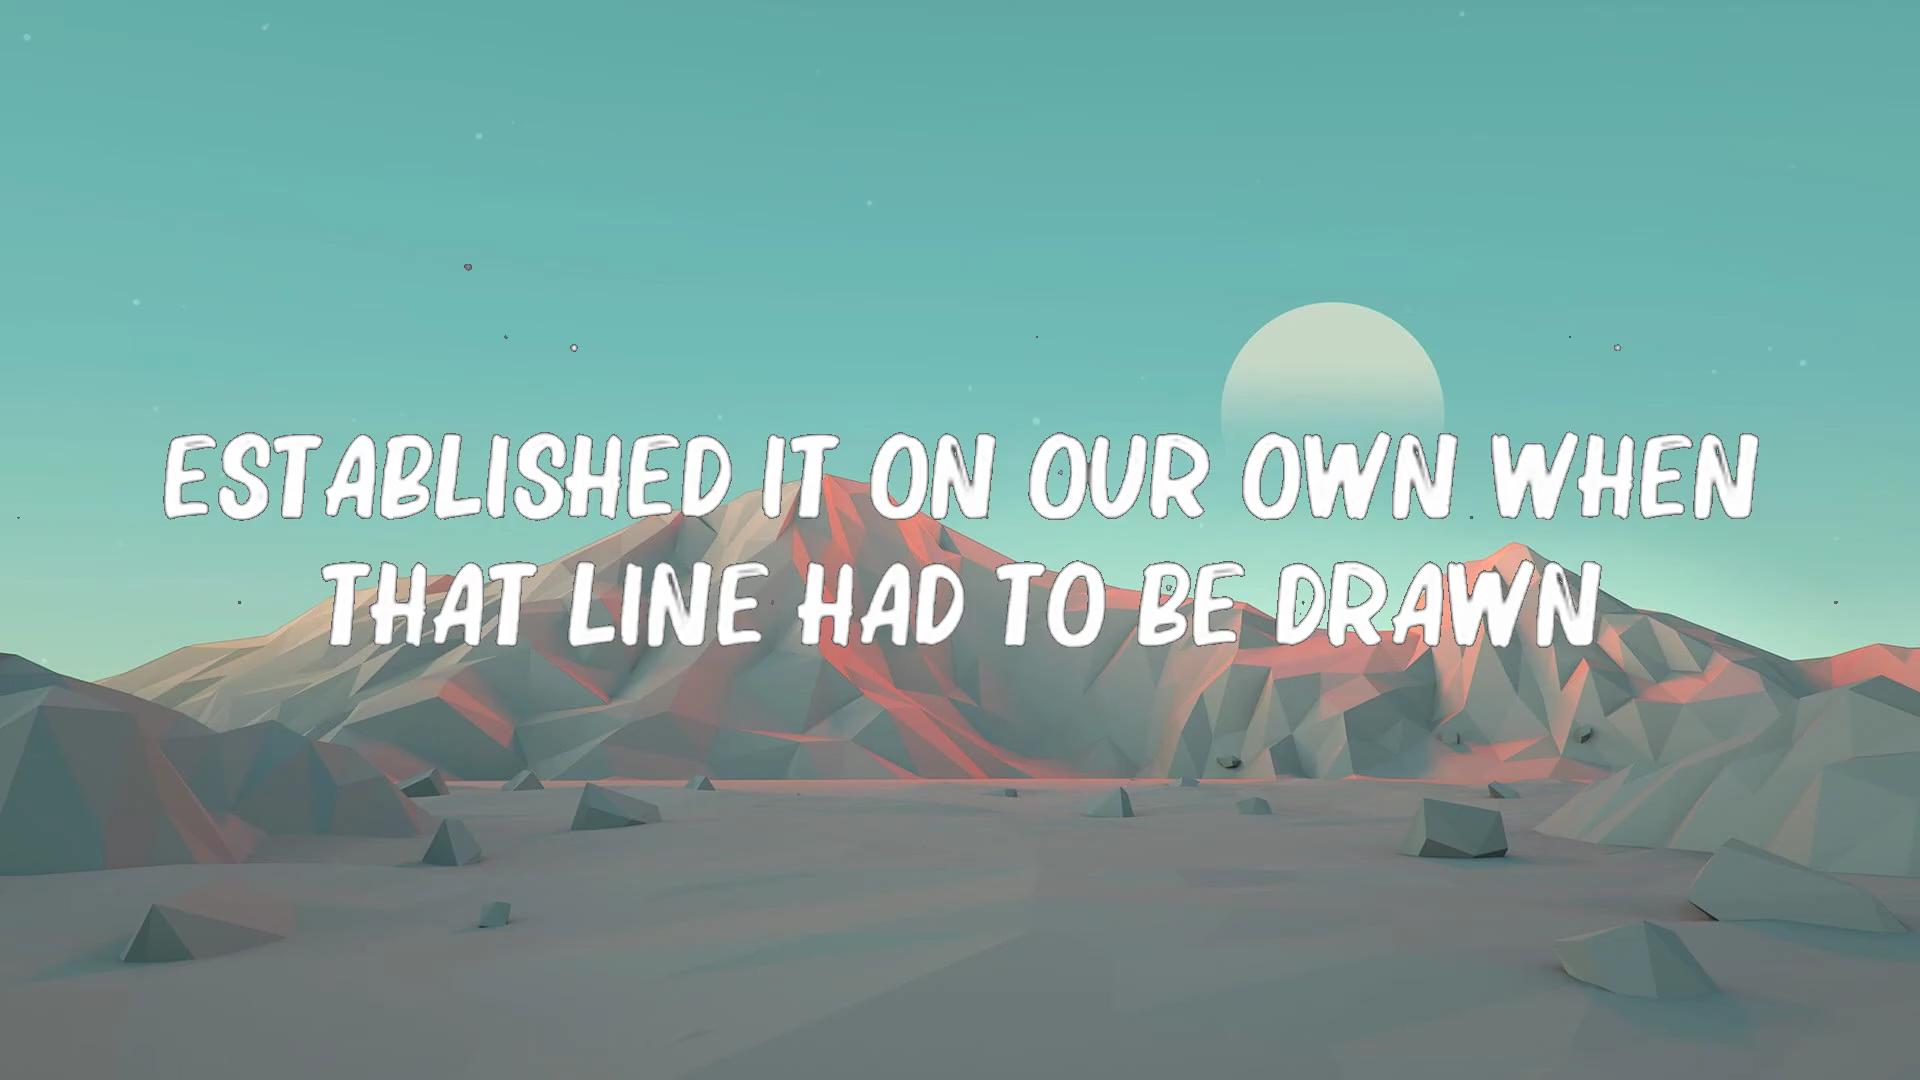 ESTABLISHED IT ON OUR OWN WHEN
THAT LINE HAD TO BE DRAWN